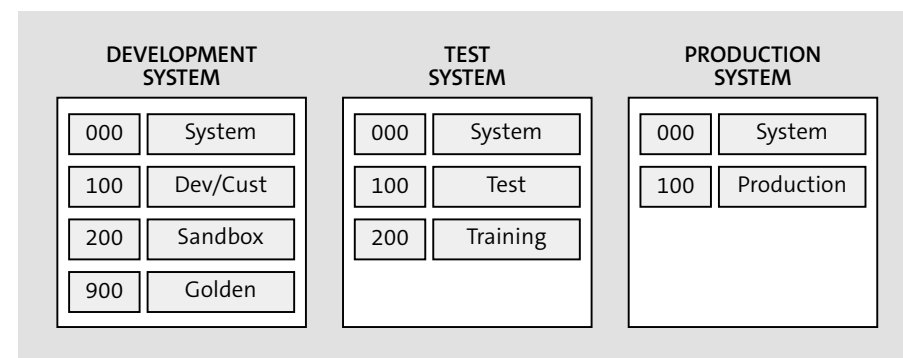 DEVELOPMENT
SYSTEM
000 System
100 Dev/Cust
200 Sandbox
900 Golden
TEST
SYSTEM
000 System
100 Test
200 Training
PRODUCTION
SYSTEM
000 System
100 Production